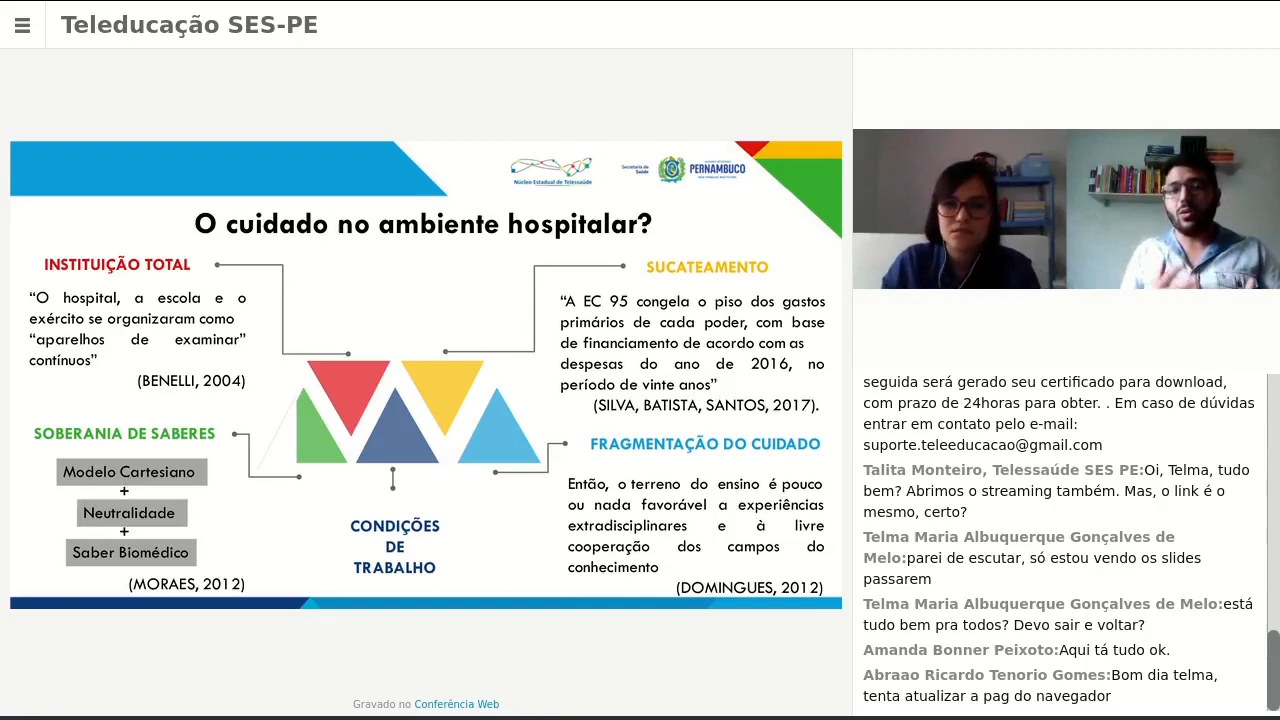 Teleducação SES-PE
Núcleo Estadual de Telessaúde
Secretaria de
Saúde
PERNAMBUCO
O cuidado no ambiente hospitalar?
INSTITUIÇÃO TOTAL
“O hospital, a escola e o
exército se organizaram como
“aparelhos de examinar”
contínuos”
(BENELLI, 2004)
SOBERANIA DE SABERES
Modelo Cartesiano
+
Neutralidade
+
Saber Biomédico
(MORAES, 2012)
CONDIÇÕES
DE
TRABALHO
SUCATEAMENTO
“A EC 95 congela o piso dos gastos
primários de cada poder, com base
de financiamento de acordo com as
despesas do ano de 2016, no
período de vinte anos”
(SILVA, BATISTA, SANTOS, 2017).
FRAGMENTAÇÃO DO CUIDADO
Então, o terreno do ensino é pouco
ou nada favorável a experiências
extradisciplinares e à livre
cooperação dos campos do
conhecimento
(DOMINGUES, 2012)
Gravado no Conferência Web
seguida será gerado seu certificado para download,
com prazo de 24horas para obter. . Em caso de dúvidas
entrar em contato pelo e-mail:
suporte.teleeducacao@gmail.com
Talita Monteiro, Telessaúde SES PE:Oi, Telma, tudo
bem? Abrimos o streaming também. Mas, o link é o
mesmo, certo?
Telma Maria Albuquerque Gonçalves de
Melo:parei de escutar, só estou vendo os slides
passarem
Telma Maria Albuquerque Gonçalves de Melo:está
tudo bem pra todos? Devo sair e voltar?
Amanda Bonner Peixoto:Aqui tá tudo ok.
Abraao Ricardo Tenorio Gomes:Bom dia telma,
tenta atualizar a pag do navegador